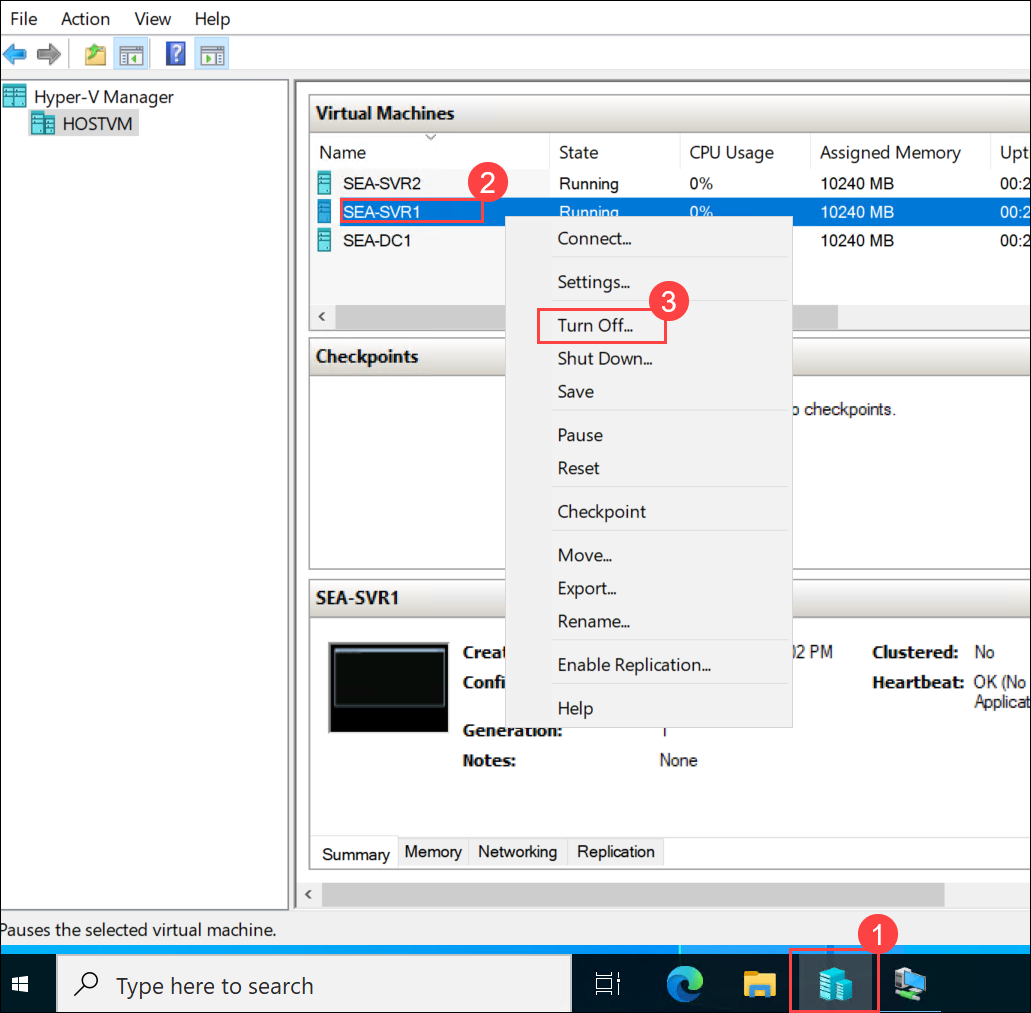 File Action View Help
Hyper-V Manager
HOSTVM
Virtual Machines
Name State CPU Usage Assigned Memory Upt
SEA-SVR2 Running 0% 10240 MB 00:2
2
SEA-SVR1 Running 0% 10240 MB 00:2
SEA-DC1 10240 MB 00:2
Connect...
Settings...
3
Turn Off...
Shut Down...
Save
Pause
Reset
Checkpoint
Move...
Export...
Rename...
Enable Replication...
Help
Checkpoints
checkpoints.
SEA-SVR1
Creat 02 PM Clustered: No
Confi Heartbeat: OK (No
Applicat
Generation: 1
Notes: None
Summary Memory Networking Replication
Pauses the selected virtual machine.
1
Type here to search